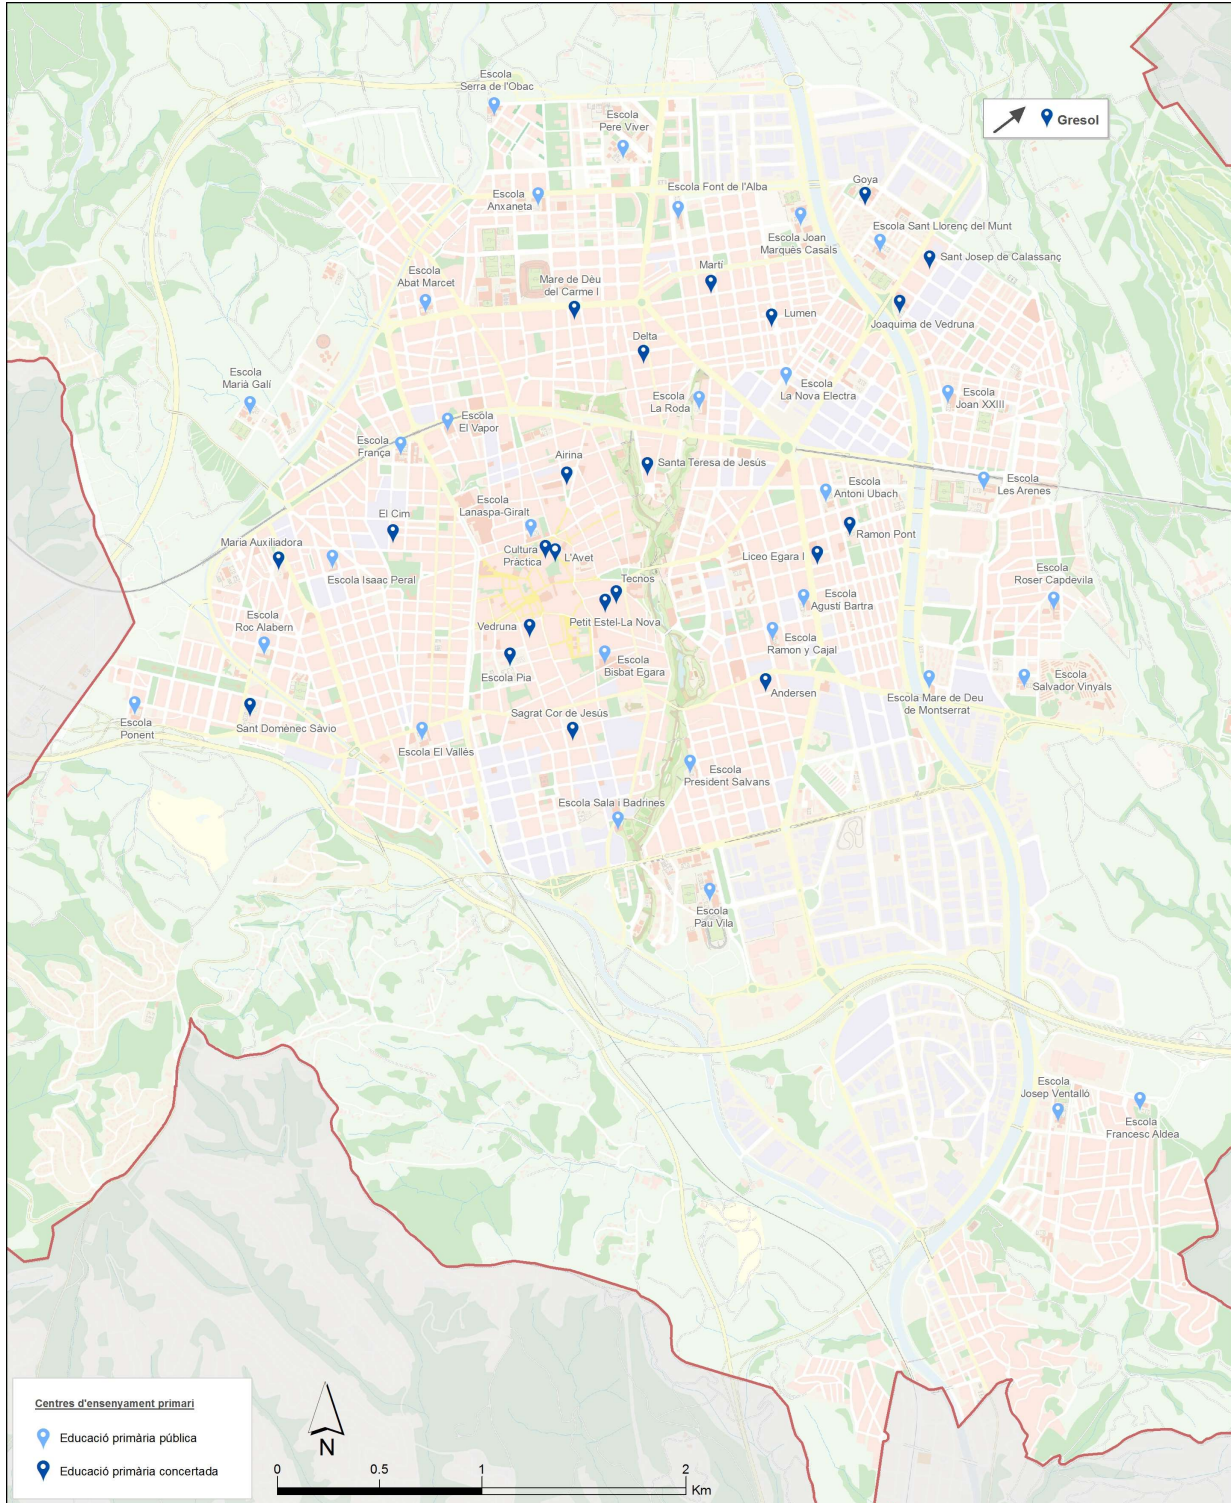 Escola
Serra de l'Obac
Escola
Pere Viver
Gresol
Escola
Anxaneta
Escola Font de l'Alba
Goya
Escola Joan
Marquès Casals
Escola Sant Llorenç del Munt
Sant Josep de Calassanç
Escola
Abat Marcet
Mare de Dèu
del Carme I
Martí
Lumen
Joaquima de Vedruna
Delta
Escola
Marià Galí
Escola
La Roda
Escola
La Nova Electra
Escola
Joan XXIII
Escola
El Vapor
Escola
França
Airina
Santa Teresa de Jesús
Escola
Antoni Ubach
Escola
Les Arenes
El Cim
Escola
Lanaspa-Giralt
Ramon Pont
Maria Auxiliadora
Escola Isaac Peral
Cultura
Pràctica
L'Avet
Liceo Egara I
Tecnos
Petit Estel-La Nova
Escola
Agustí Bartra
Escola
Roser Capdevila
Escola
Roc Alabern
Vedruna
Escola
Ramon y Cajal
Escola Pia
Escola
Bisbat Egara
Escola
Salvador Vinyals
Andersen
Escola Mare de Deu
de Montserrat
Escola
Ponent
Sant Domènec Sàvio
Sagrat Cor de Jesús
Escola El Vallès
Escola
President Salvans
Escola Sala i Badrines
Escola
Pau Vila
Escola
Josep Ventalló
Escola
Francesc Aldea
Centres d'ensenyament primari
Educació primària pública
Educació primària concertada
N
0 0.5 1 2
Km